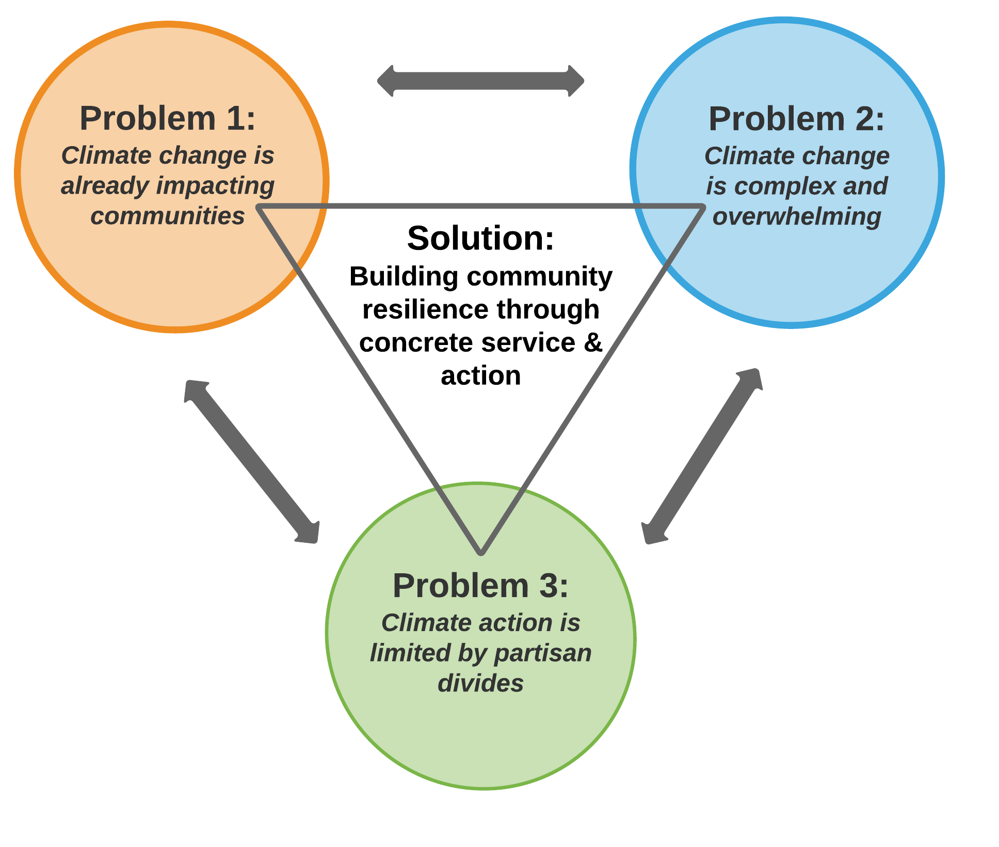 Problem 1:
Climate change is
already impacting
communities
Problem 2:
Climate change
is complex and
overwhelming
Solution:
Building community
resilience through
concrete service &
action
Problem 3:
Climate action is
limited by partisan
divides